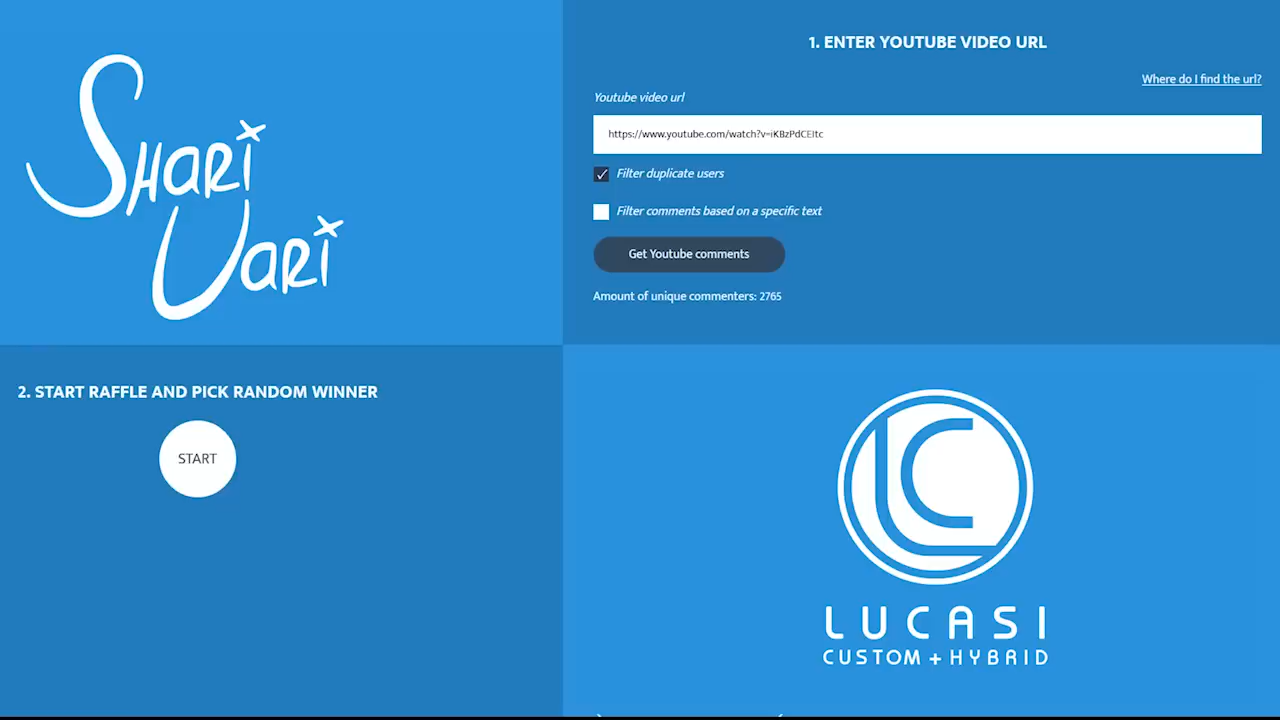 SHARI
VARI
1. ENTER YOUTUBE VIDEO URL
Where do I find the url?
Youtube video url
https://www.youtube.com/watch?v=iKBzPdCEItc
Filter duplicate users
Filter comments based on a specific text
Get Youtube comments
Amount of unique commenters: 2765
2. START RAFFLE AND PICK RANDOM WINNER
START
LC
LUCASI
CUSTOM + HYBRID